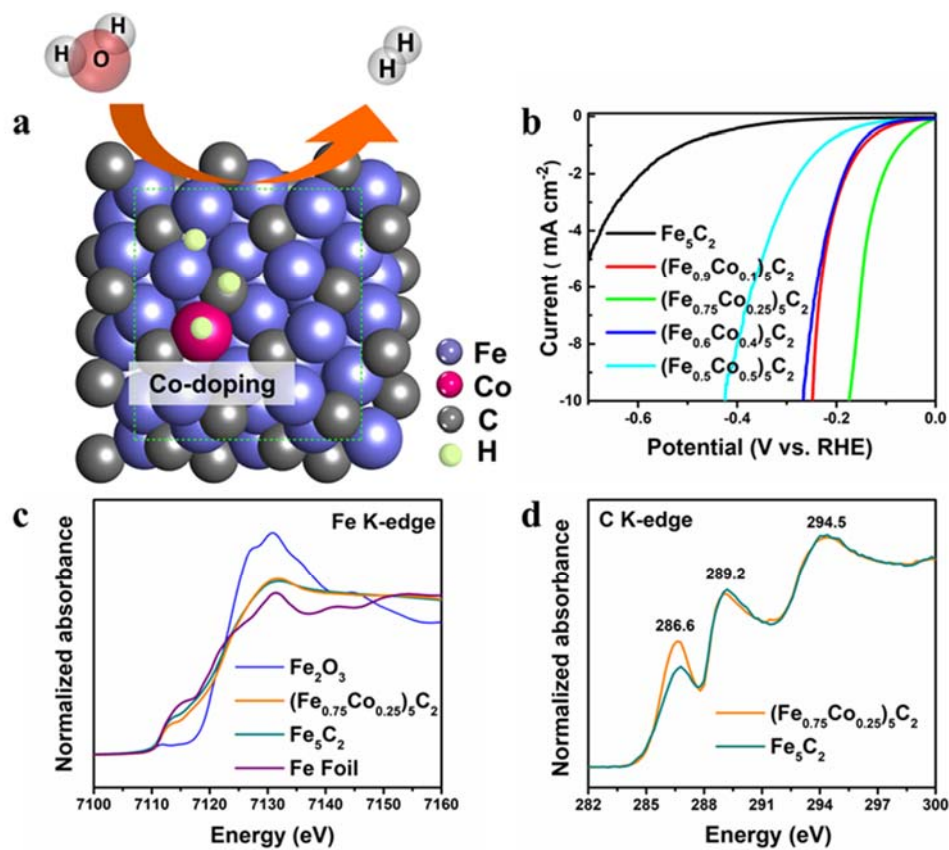 H
H
O
H
H
a
Co-doping
Fe
Co
C
H
b
0
-2
-4
-6
-8
-10
Current ( mA cm⁻²)
Fe₅C₂
(Fe₀.₉Co₀.₁)₅C₂
(Fe₀.₇₅Co₀.₂₅)₅C₂
(Fe₀.₆Co₀.₄)₅C₂
(Fe₀.₅Co₀.₅)₅C₂
-0.6 -0.4 -0.2 0.0
Potential (V vs. RHE)
c
Fe K-edge
Normalized absorbance
Fe₂O₃
(Fe₀.₇₅Co₀.₂₅)₅C₂
Fe₅C₂
Fe Foil
7100 7110 7120 7130 7140 7150 7160
Energy (eV)
d
C K-edge
294.5
289.2
286.6
Normalized absorbance
(Fe₀.₇₅Co₀.₂₅)₅C₂
Fe₅C₂
282 285 288 291 294 297 300
Energy (eV)